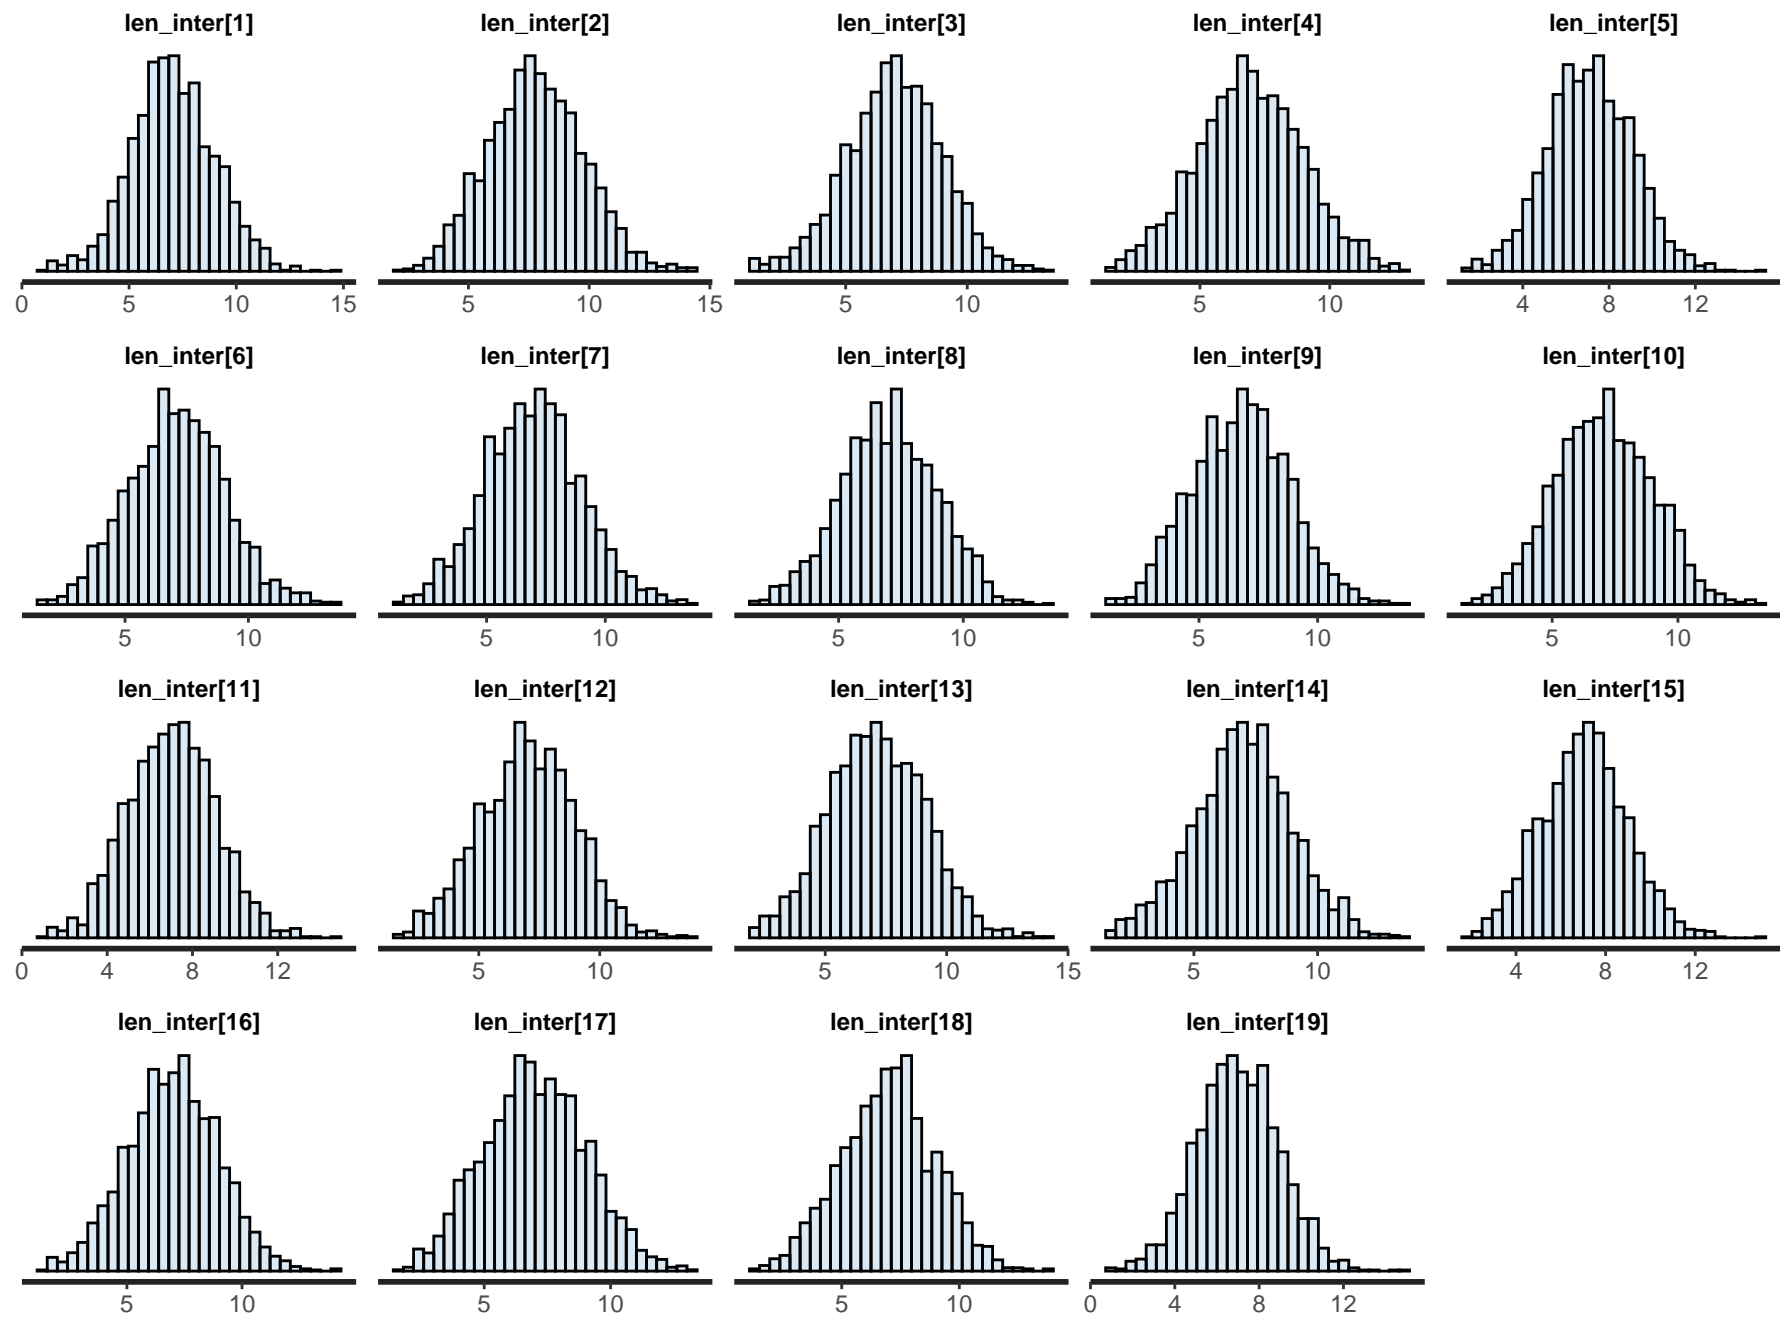 len_inter[1] len_inter[2] len_inter[3] len_inter[4] len_inter[5]
0 5 10 15 5 10 15 5 10 5 10 4 8 12
len_inter[6] len_inter[7] len_inter[8] len_inter[9] len_inter[10]
5 10 5 10 5 10 5 10 5 10
len_inter[11] len_inter[12] len_inter[13] len_inter[14] len_inter[15]
0 4 8 12 5 10 5 10 15 5 10 4 8 12
len_inter[16] len_inter[17] len_inter[18] len_inter[19]
5 10 5 10 5 10 0 4 8 12